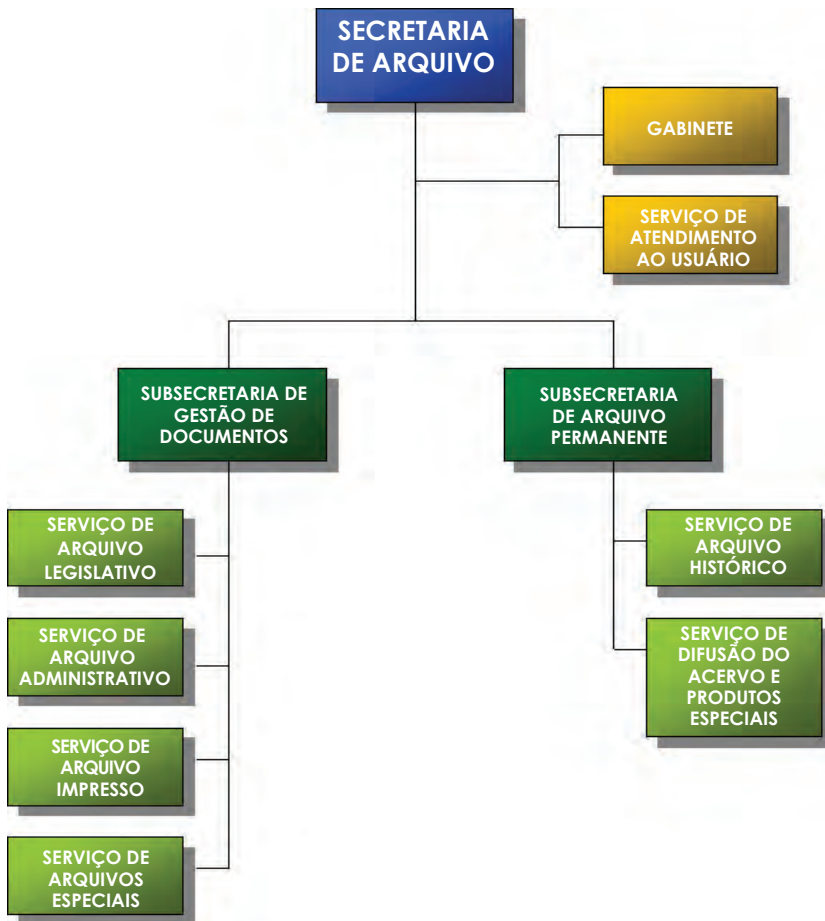 SECRETARIA
DE ARQUIVO
GABINETE
SERVIÇO DE
ATENDIMENTO
AO USUÁRIO
SUBSECRETARIA DE
GESTÃO DE
DOCUMENTOS
SUBSECRETARIA
DE ARQUIVO
PERMANENTE
SERVIÇO DE
ARQUIVO
LEGISLATIVO
SERVIÇO DE
ARQUIVO
ADMINISTRATIVO
SERVIÇO DE
ARQUIVO
IMPRESSO
SERVIÇO DE
ARQUIVOS
ESPECIAIS
SERVIÇO DE
ARQUIVO
HISTÓRICO
SERVIÇO DE
DIFUSÃO DO
ACERVO E
PRODUTOS
ESPECIAIS